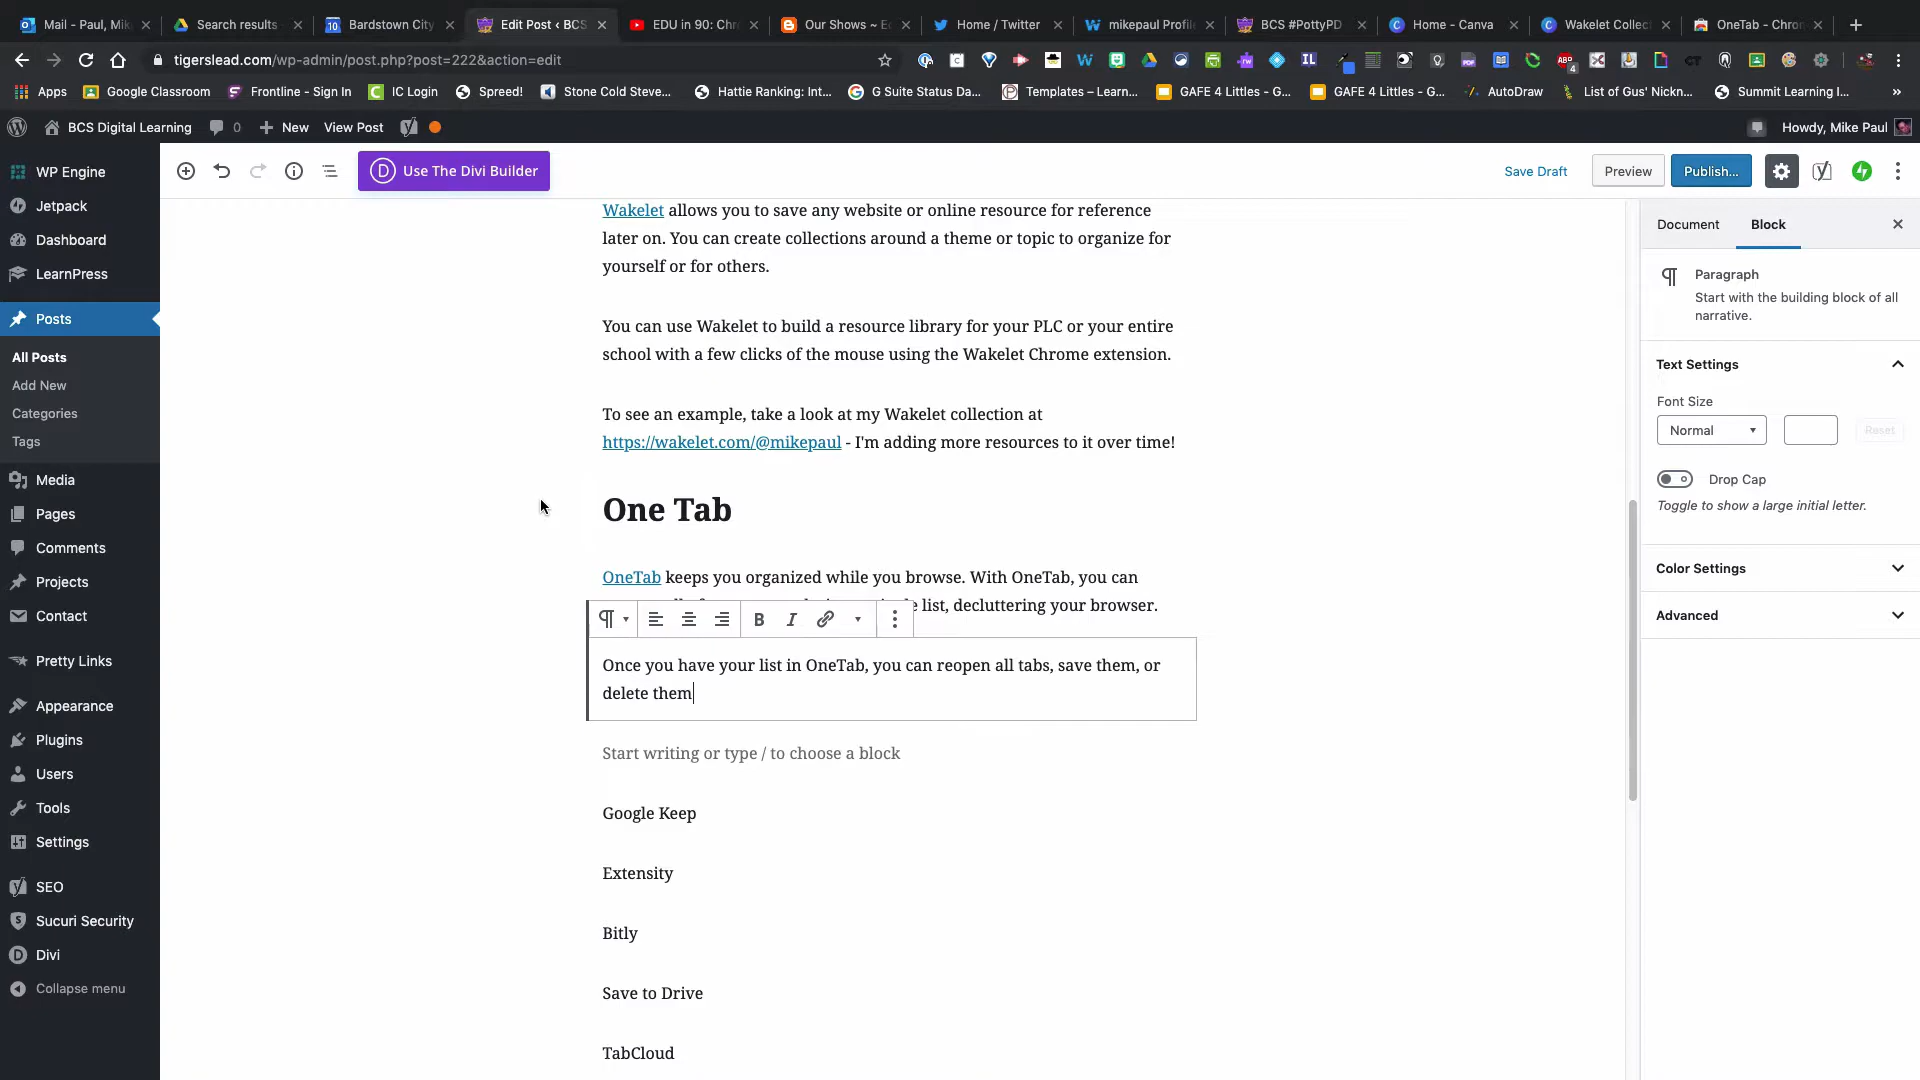 Mail - Paul, Mik
Search results -
Bardstown City
Edit Post ‹ BCS
EDU in 90: Chr
Our Shows ~ E
Home / Twitter
mikepaul Profil
BCS #PottyPD
Home - Canva
Wakelet Collec
OneTab - Chro
tigerslead.com/wp-admin/post.php?post=222&action=edit
Apps
Google Classroom
Frontline - Sign In
IC Login
Spreed!
Stone Cold Steve...
Hattie Ranking: Int...
G Suite Status Da...
Templates – Learn...
GAFE 4 Littles - G...
GAFE 4 Littles - G...
AutoDraw
List of Gus' Nickn...
Summit Learning I...
»
BCS Digital Learning
0
New
View Post
Howdy, Mike Paul
WP Engine
Jetpack
Dashboard
LearnPress
Posts
All Posts
Add New
Categories
Tags
Media
Pages
Comments
Projects
Contact
Pretty Links
Appearance
Plugins
Users
Tools
Settings
SEO
Sucuri Security
Divi
Collapse menu
D Use The Divi Builder
Save Draft
Preview
Publish...
Wakelet allows you to save any website or online resource for reference
later on. You can create collections around a theme or topic to organize for
yourself or for others.
You can use Wakelet to build a resource library for your PLC or your entire
school with a few clicks of the mouse using the Wakelet Chrome extension.
To see an example, take a look at my Wakelet collection at
https://wakelet.com/@mikepaul - I'm adding more resources to it over time!
One Tab
OneTab keeps you organized while you browse. With OneTab, you can
list, decluttering your browser.
B I
Once you have your list in OneTab, you can reopen all tabs, save them, or
delete them
Start writing or type / to choose a block
Google Keep
Extensity
Bitly
Save to Drive
TabCloud
Document
Block
Paragraph
Start with the building block of all
narrative.
Text Settings
Font Size
Normal
Reset
Drop Cap
Toggle to show a large initial letter.
Color Settings
Advanced